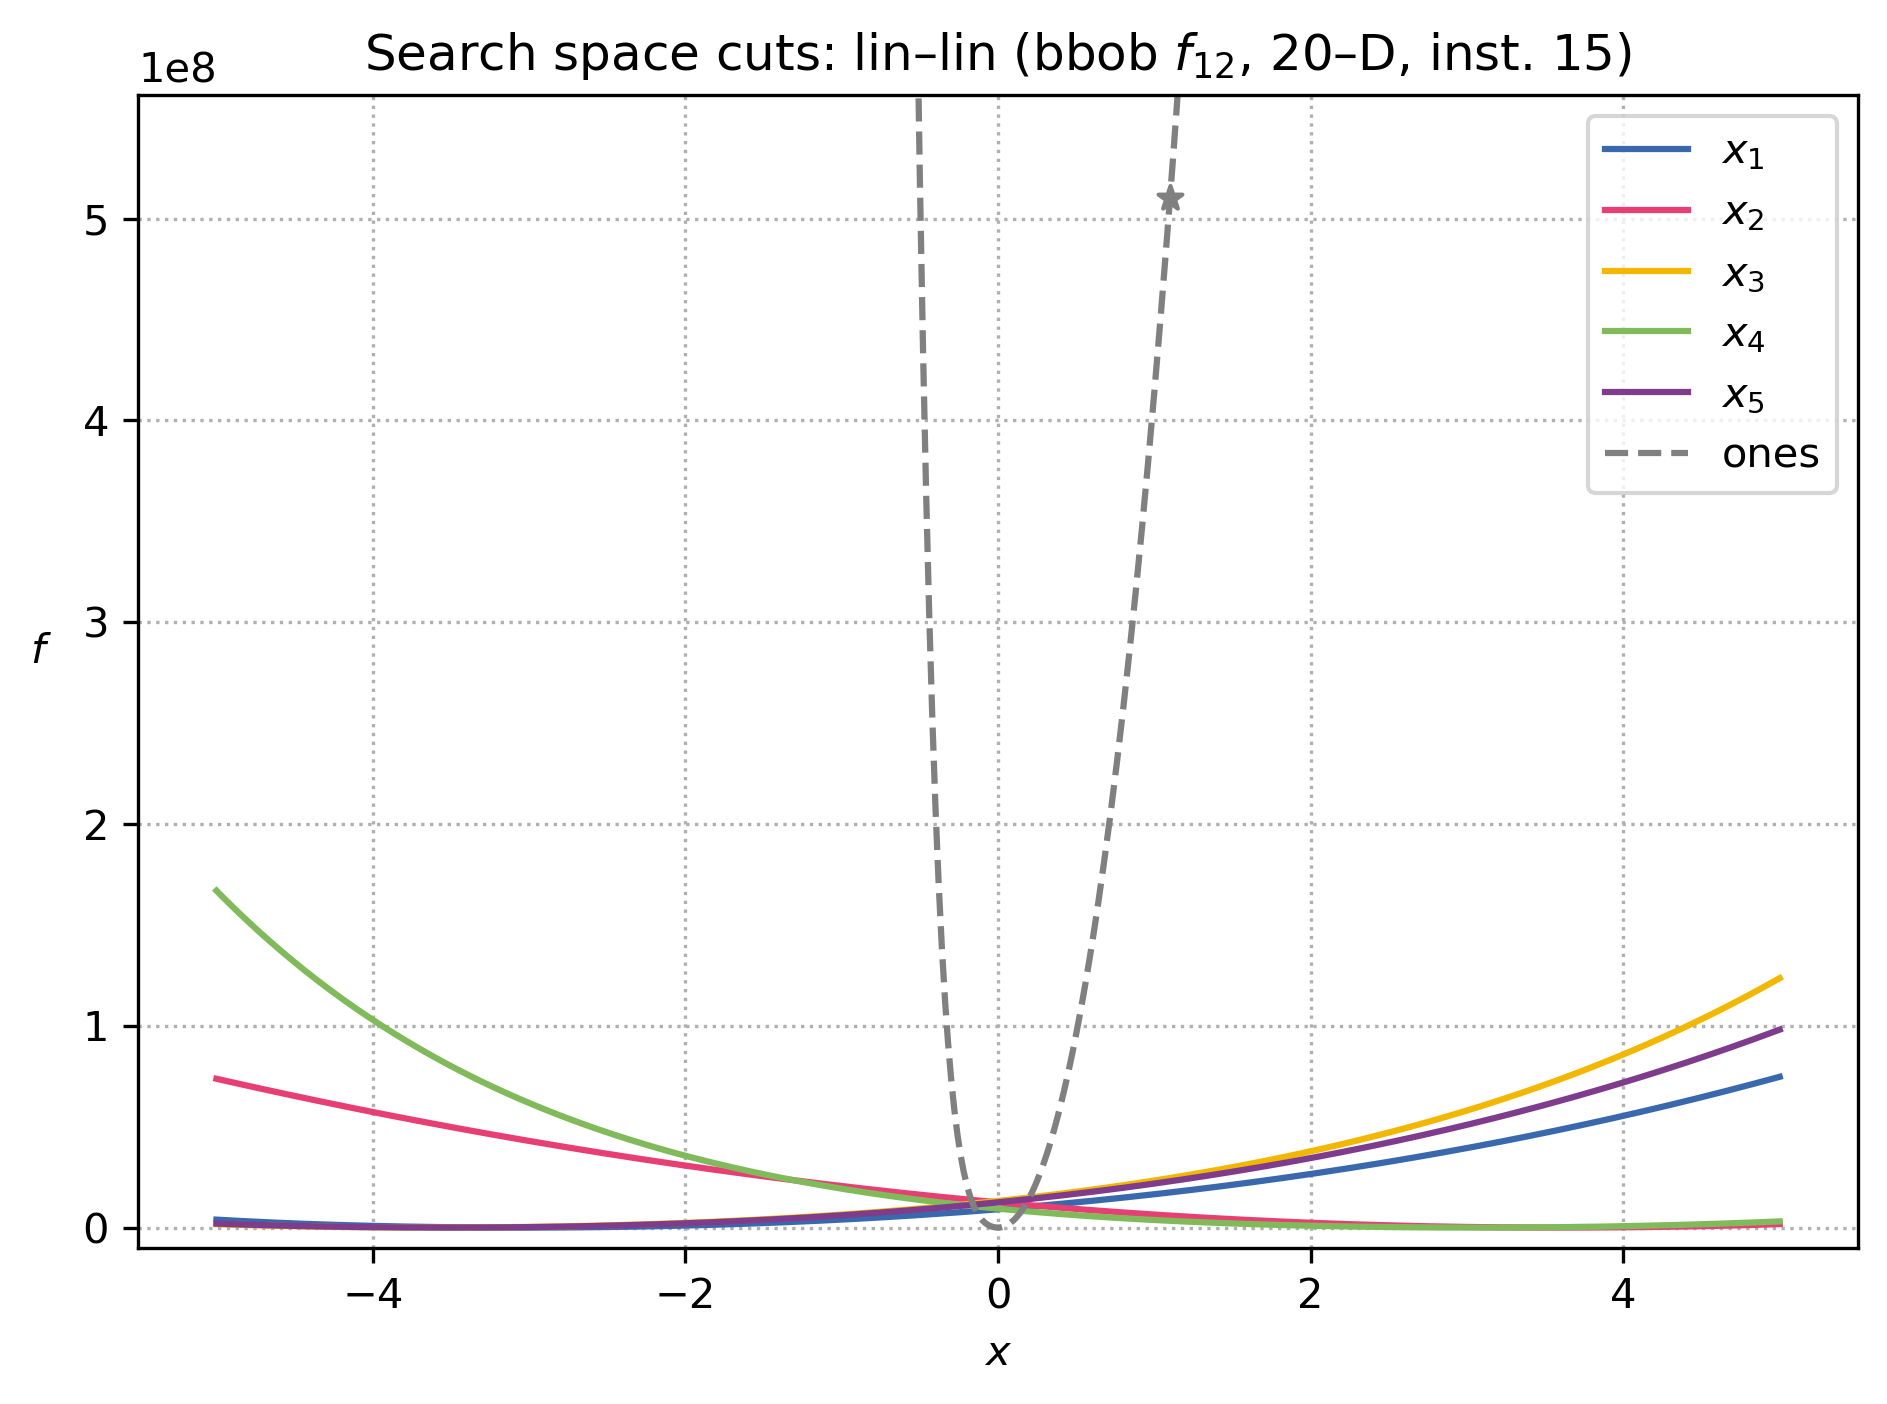 Search space cuts: lin–lin (bbob f₁₂, 20–D, inst. 15)
1e8
5
4
3
2
1
0
f
−4 −2 0 2 4
x
x₁
x₂
x₃
x₄
x₅
ones